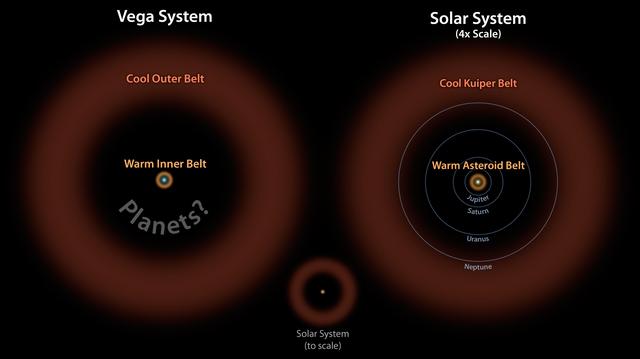 Vega System
Cool Outer Belt
Warm Inner Belt
Planets?
Solar System
(4x Scale)
Cool Kuiper Belt
Warm Asteroid Belt
Jupiter
Saturn
Uranus
Neptune
Solar System
(to scale)